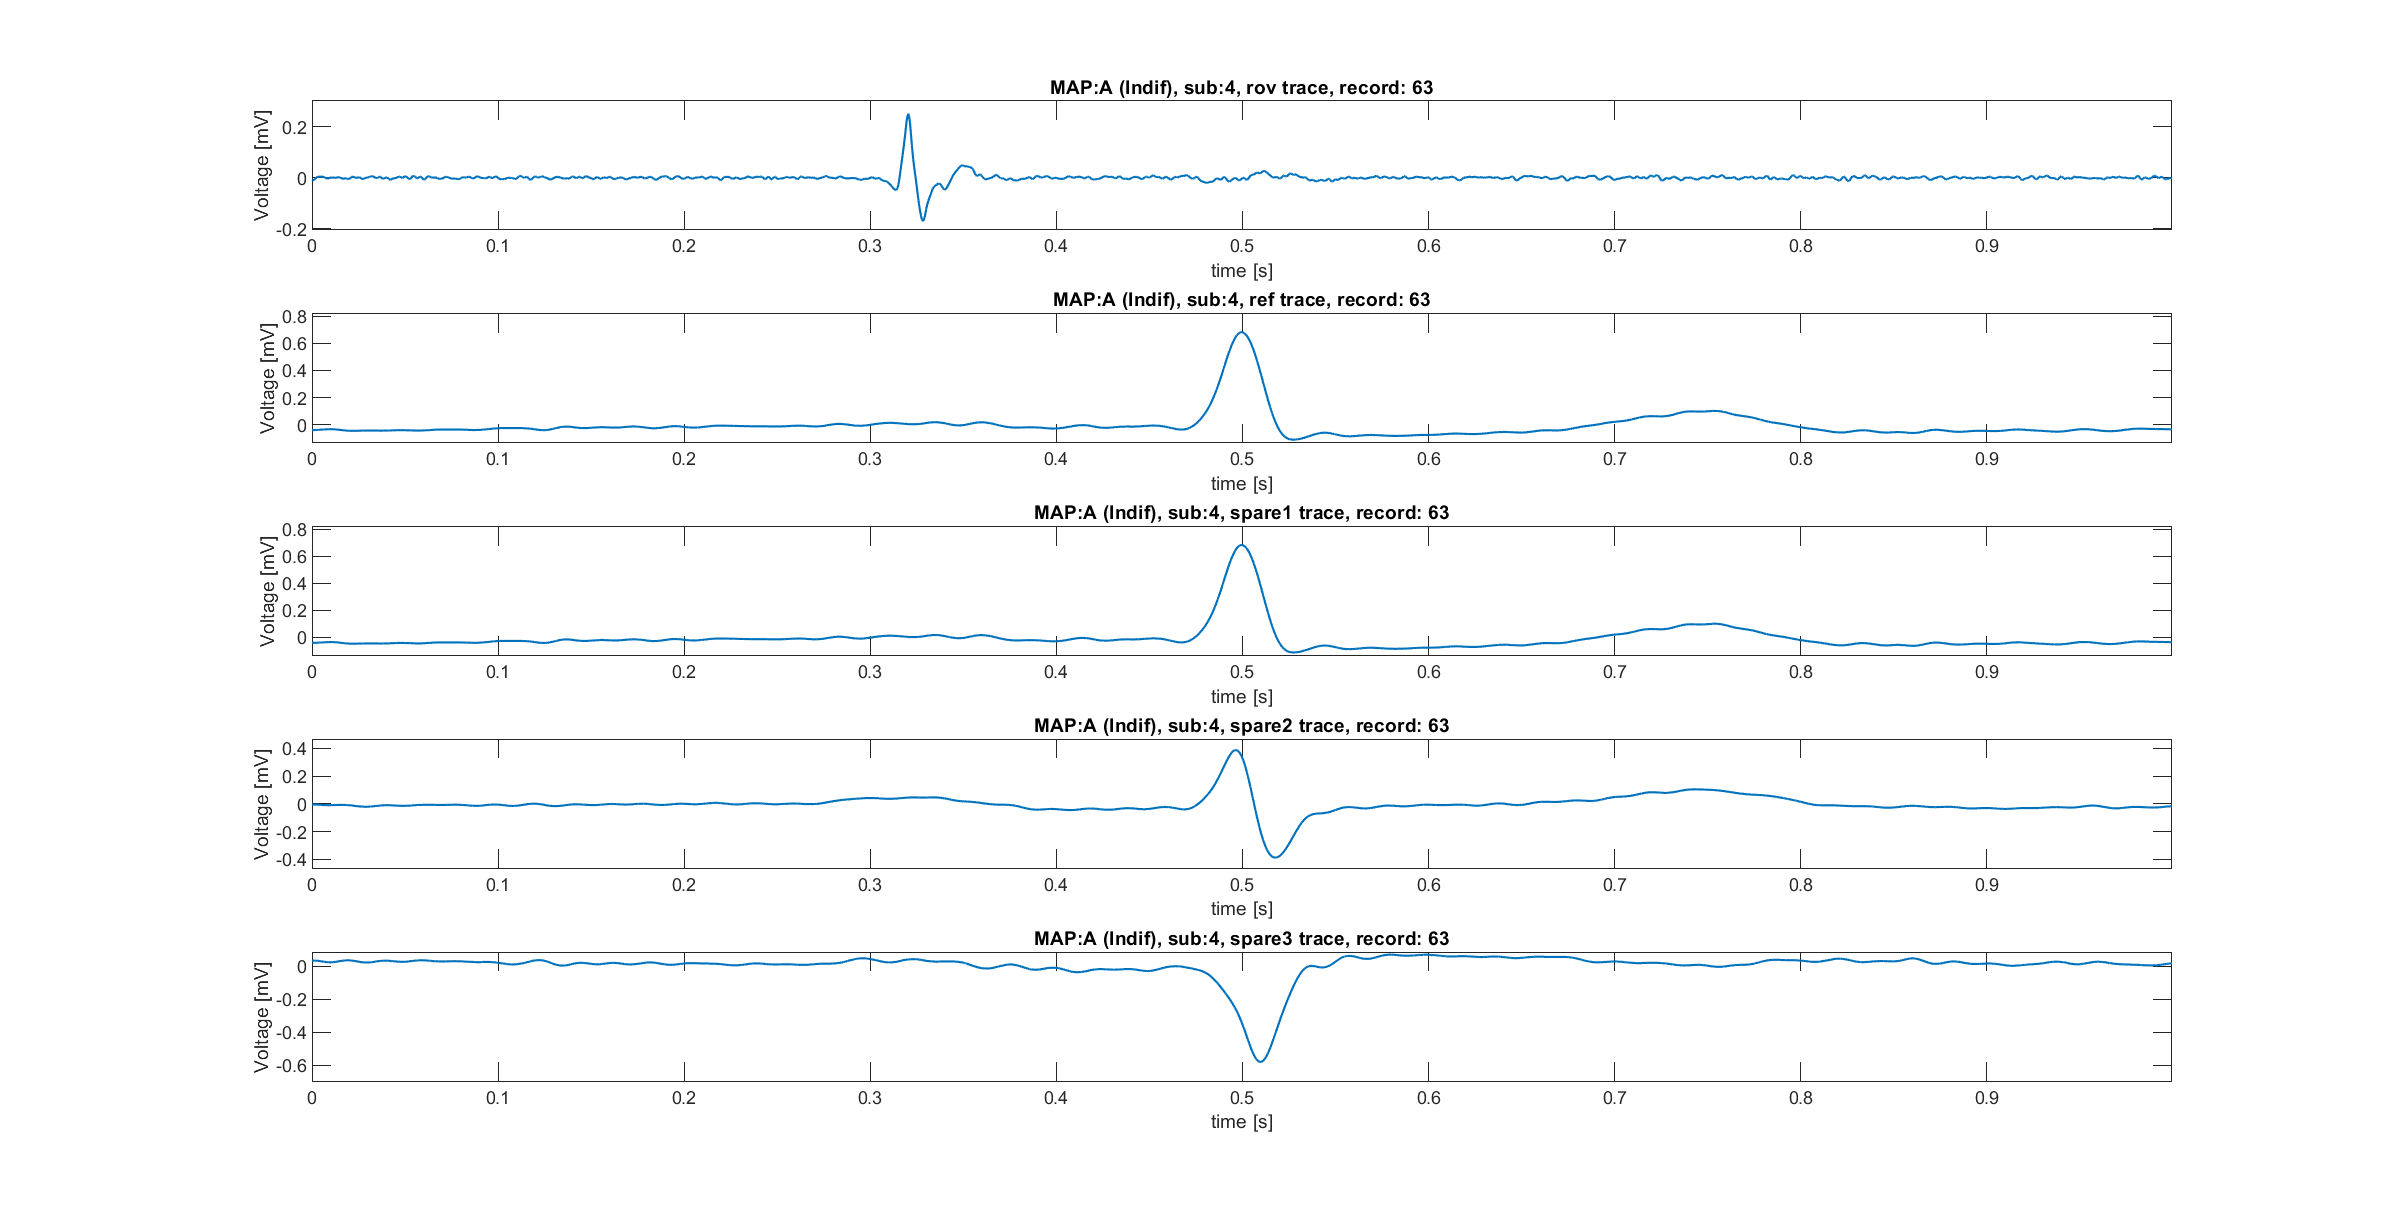 MAP:A (Indif), sub:4, rov trace, record: 63
Voltage [mV]
0.2
0
-0.2
0 0.1 0.2 0.3 0.4 0.5 0.6 0.7 0.8 0.9
time [s]
MAP:A (Indif), sub:4, ref trace, record: 63
Voltage [mV]
0.8
0.6
0.4
0.2
0
0 0.1 0.2 0.3 0.4 0.5 0.6 0.7 0.8 0.9
time [s]
MAP:A (Indif), sub:4, spare1 trace, record: 63
Voltage [mV]
0.8
0.6
0.4
0.2
0
0 0.1 0.2 0.3 0.4 0.5 0.6 0.7 0.8 0.9
time [s]
MAP:A (Indif), sub:4, spare2 trace, record: 63
Voltage [mV]
0.4
0.2
0
-0.2
-0.4
0 0.1 0.2 0.3 0.4 0.5 0.6 0.7 0.8 0.9
time [s]
MAP:A (Indif), sub:4, spare3 trace, record: 63
Voltage [mV]
0
-0.2
-0.4
-0.6
0 0.1 0.2 0.3 0.4 0.5 0.6 0.7 0.8 0.9
time [s]